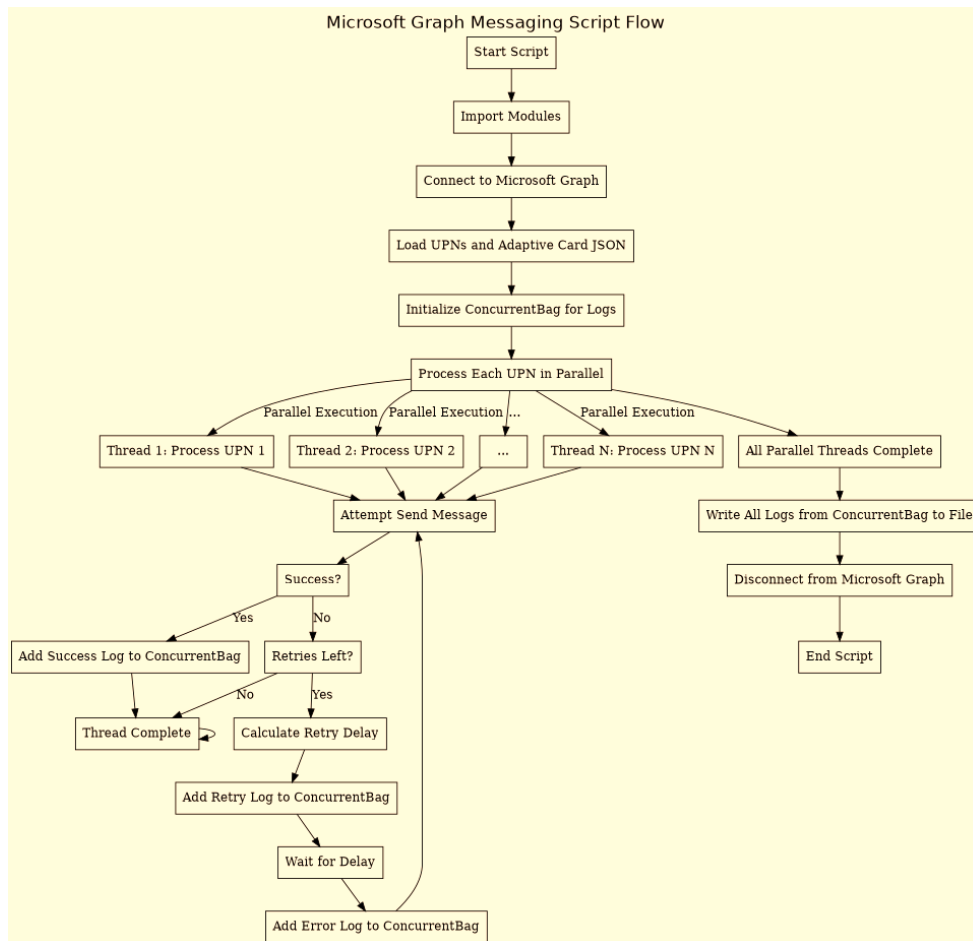 Microsoft Graph Messaging Script Flow
Start Script
Import Modules
Connect to Microsoft Graph
Load UPNs and Adaptive Card JSON
Initialize ConcurrentBag for Logs
Process Each UPN in Parallel
Parallel Execution
Parallel Execution
...
Parallel Execution
Thread 1: Process UPN 1
Thread 2: Process UPN 2
...
Thread N: Process UPN N
All Parallel Threads Complete
Attempt Send Message
Write All Logs from ConcurrentBag to File
Success?
Disconnect from Microsoft Graph
Yes
No
Add Success Log to ConcurrentBag
Retries Left?
End Script
No
Yes
Thread Complete
Calculate Retry Delay
Add Retry Log to ConcurrentBag
Wait for Delay
Add Error Log to ConcurrentBag